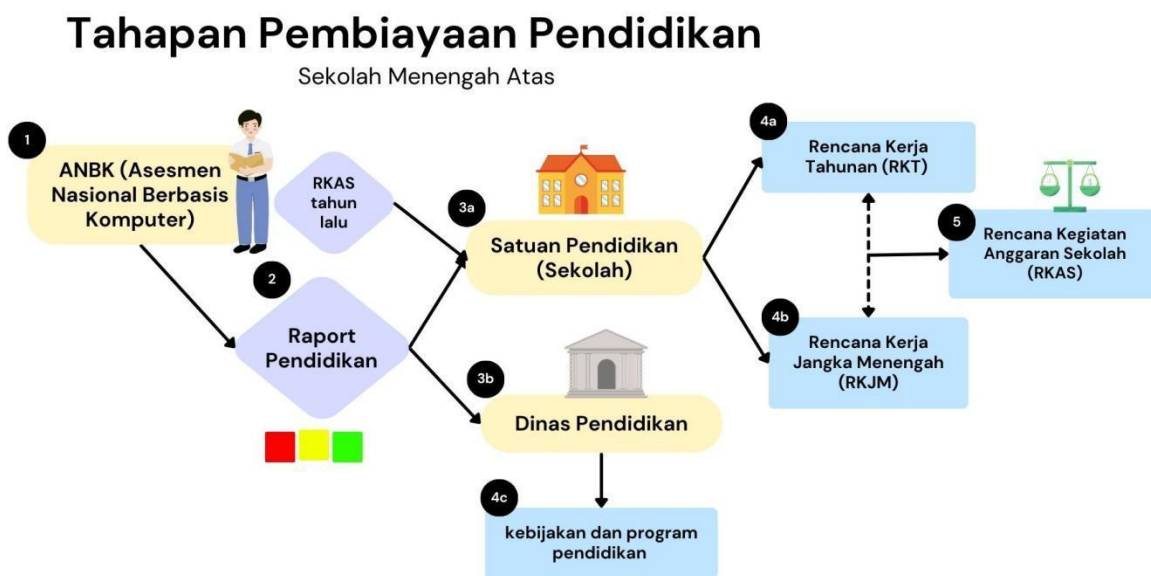 Tahapan Pembiayaan Pendidikan
Sekolah Menengah Atas
1
ANBK (Asesmen
Nasional Berbasis
Komputer)
RKAS
tahun
lalu
2
Raport
Pendidikan
3a
Satuan Pendidikan
(Sekolah)
3b
Dinas Pendidikan
4a
Rencana Kerja
Tahunan (RKT)
4b
Rencana Kerja
Jangka Menengah
(RKJM)
4c
kebijakan dan program
pendidikan
5
Rencana Kegiatan
Anggaran Sekolah
(RKAS)